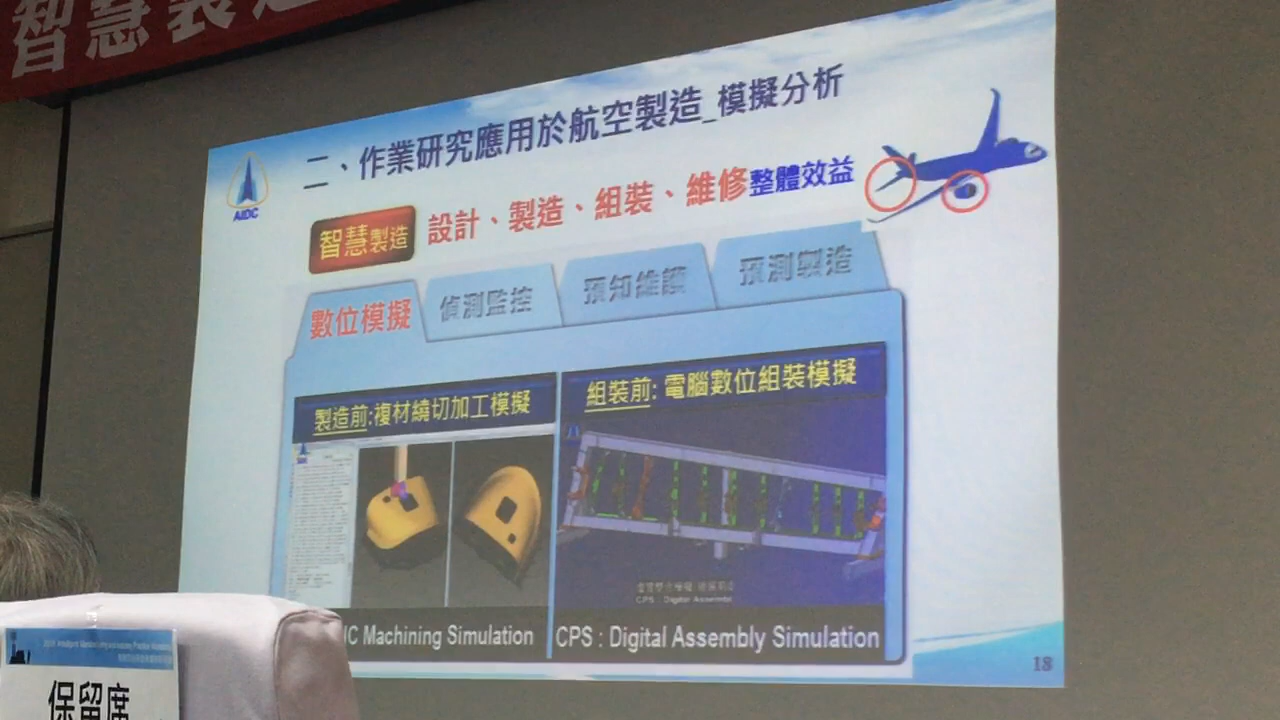 智慧製造
AIDC
二、作業研究應用於航空製造_模擬分析
智慧製造 設計、製造、組裝、維修整體效益
數位模擬
偵測監控
預知維護
預測製造
製造前:複材繞切加工模擬
組裝前: 電腦數位組裝模擬
CPS : Digital Assembly
C Machining Simulation
CPS : Digital Assembly Simulation
18
保留席